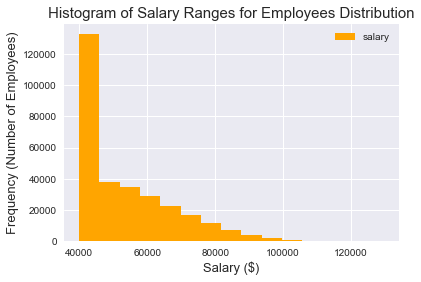 Histogram of Salary Ranges for Employees Distribution
salary
Frequency (Number of Employees)
120000
100000
80000
60000
40000
20000
0
40000 60000 80000 100000 120000
Salary ($)